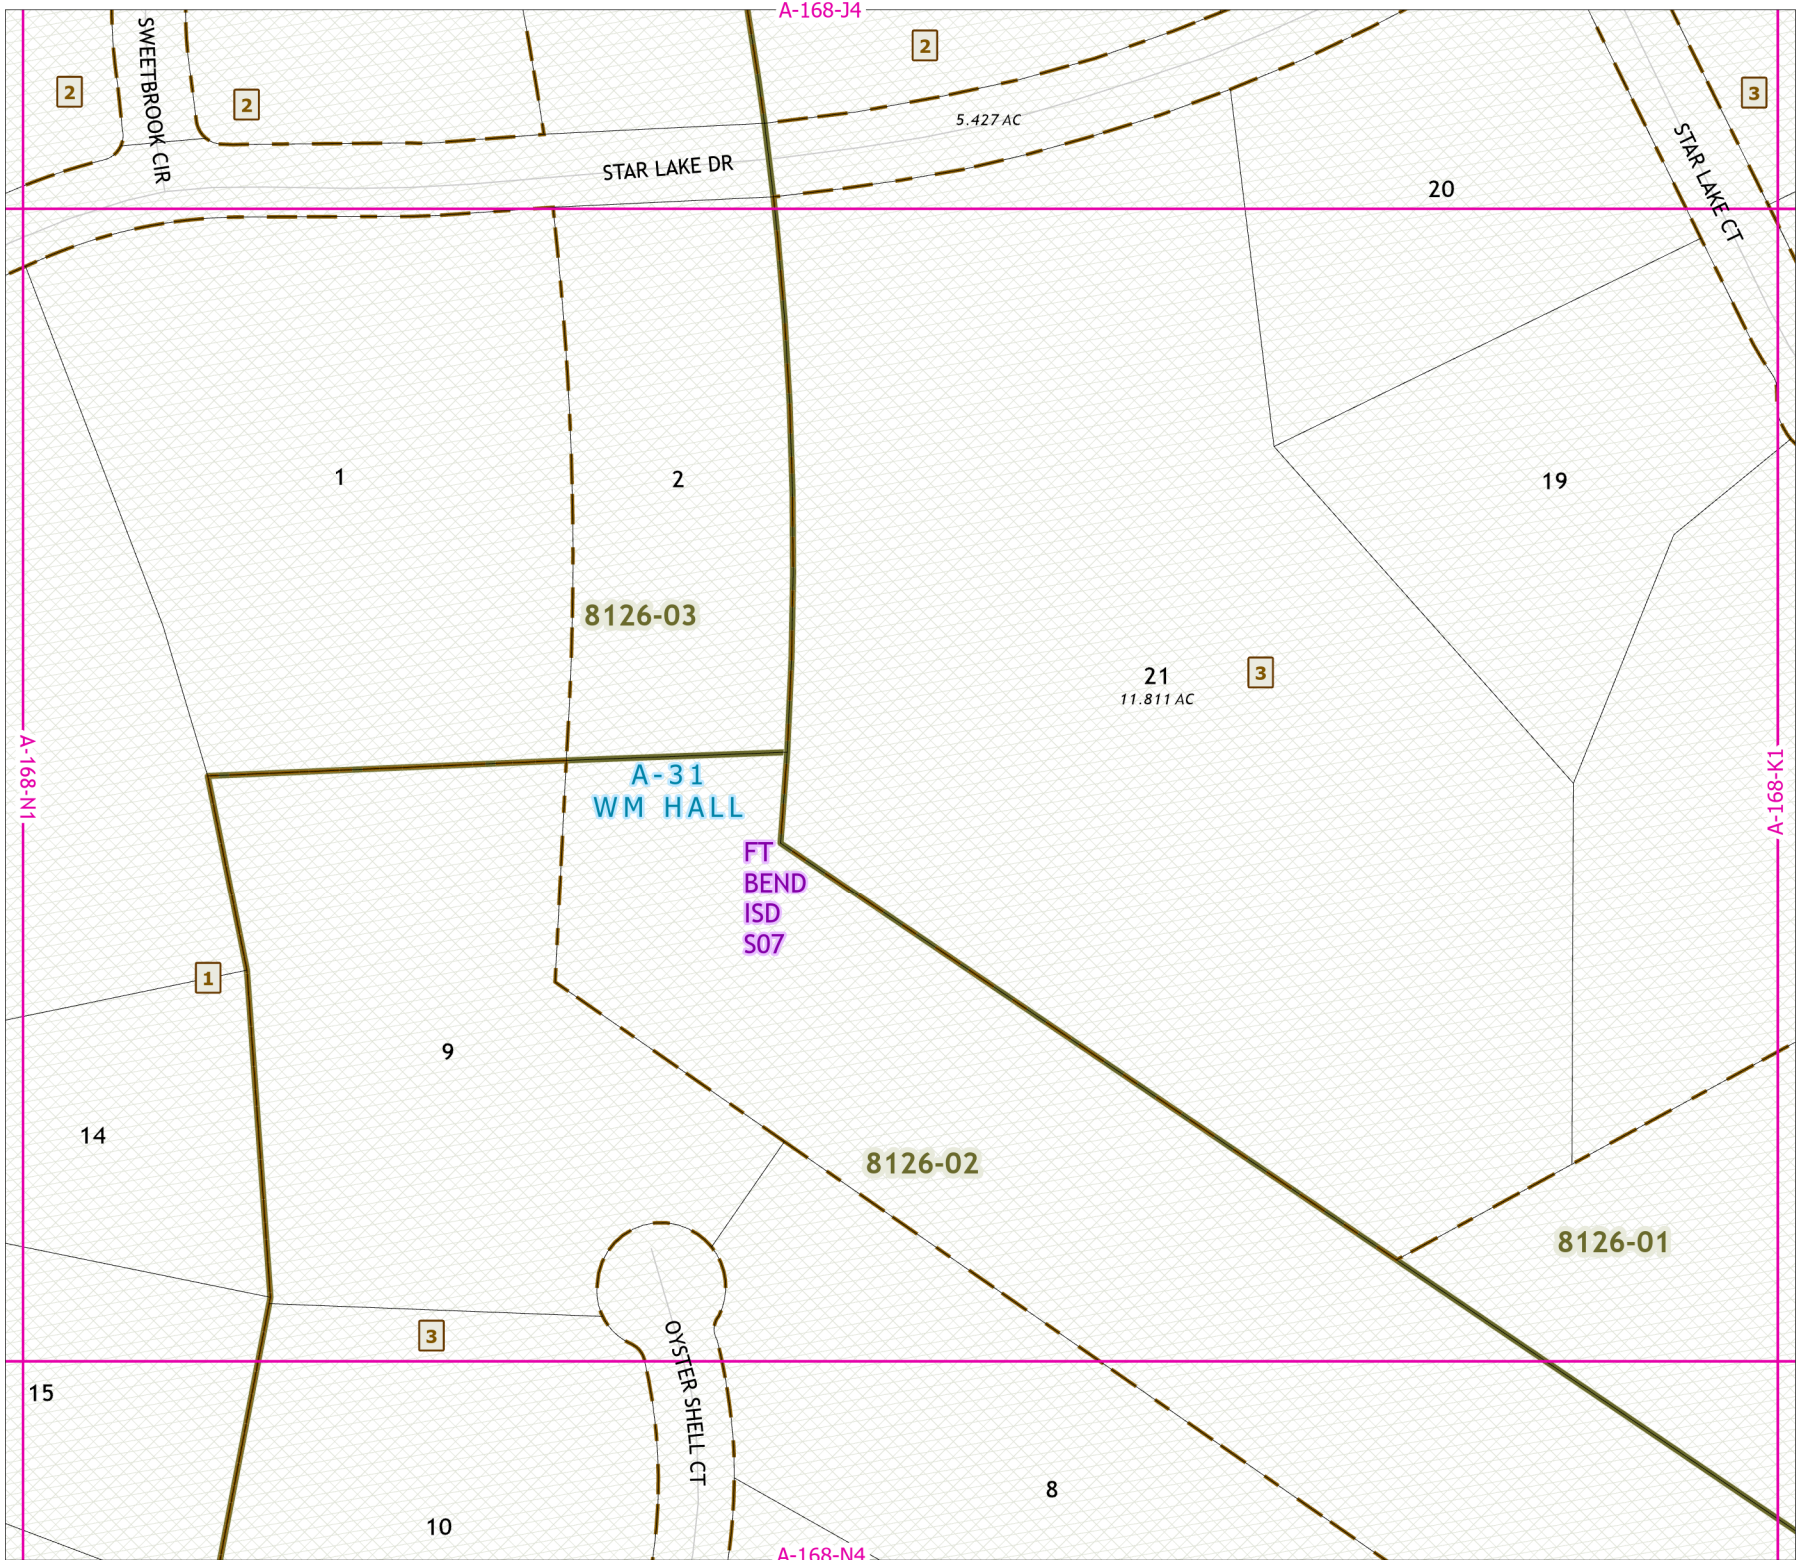 A-168-J4
2
2
2
3
SWEETBROOK CIR
5.427 AC
STAR LAKE DR
STAR LAKE CT
20
1
2
19
8126-03
21
11.811 AC
3
A-168-N1
A-168-K1
A-31
WM HALL
FT
BEND
ISD
S07
1
9
14
8126-02
8126-01
3
OYSTER SHELL CT
15
8
10
A-168-N4